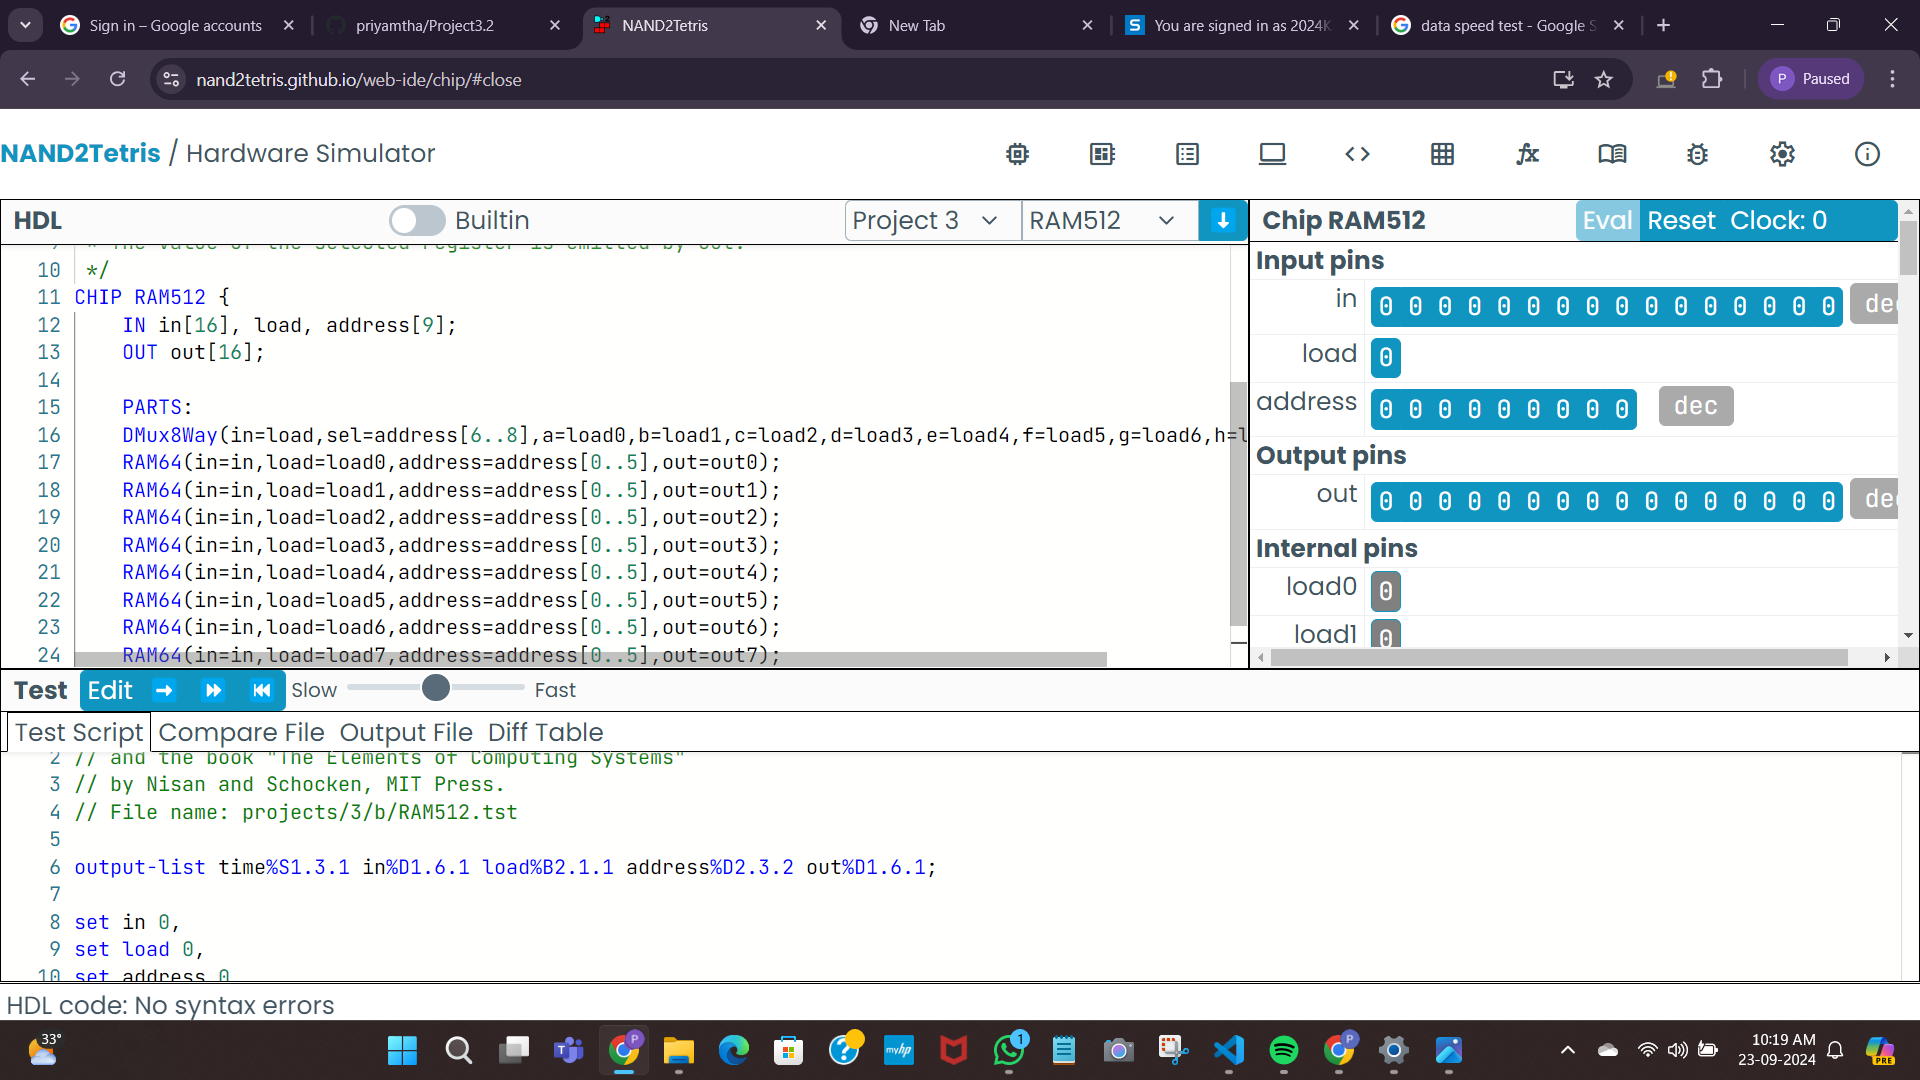 Sign in – Google accounts
priyamtha/Project3.2
NAND2Tetris
New Tab
You are signed in as 2024K
data speed test - Google S
nand2tetris.github.io/web-ide/chip/#close
P Paused
NAND2Tetris / Hardware Simulator
HDL
Builtin
Project 3
RAM512
Chip RAM512
Eval Reset Clock: 0
9 * The value of the selected register is emitted by out.
10 */
11 CHIP RAM512 {
12 IN in[16], load, address[9];
13 OUT out[16];
14
15 PARTS:
16 DMux8Way(in=load,sel=address[6..8],a=load0,b=load1,c=load2,d=load3,e=load4,f=load5,g=load6,h=l
17 RAM64(in=in,load=load0,address=address[0..5],out=out0);
18 RAM64(in=in,load=load1,address=address[0..5],out=out1);
19 RAM64(in=in,load=load2,address=address[0..5],out=out2);
20 RAM64(in=in,load=load3,address=address[0..5],out=out3);
21 RAM64(in=in,load=load4,address=address[0..5],out=out4);
22 RAM64(in=in,load=load5,address=address[0..5],out=out5);
23 RAM64(in=in,load=load6,address=address[0..5],out=out6);
24 RAM64(in=in,load=load7,address=address[0..5],out=out7);
Input pins
in 0 0 0 0 0 0 0 0 0 0 0 0 0 0 0 0 dec
load 0
address 0 0 0 0 0 0 0 0 0 dec
Output pins
out 0 0 0 0 0 0 0 0 0 0 0 0 0 0 0 0 dec
Internal pins
load0 0
load1 0
Test Edit Slow Fast
Test Script Compare File Output File Diff Table
2 // and the book "The Elements of Computing Systems"
3 // by Nisan and Schocken, MIT Press.
4 // File name: projects/3/b/RAM512.tst
5
6 output-list time%S1.3.1 in%D1.6.1 load%B2.1.1 address%D2.3.2 out%D1.6.1;
7
8 set in 0,
9 set load 0,
10 set address 0
HDL code: No syntax errors
33°
myhp
1
10:19 AM
23-09-2024
PRE